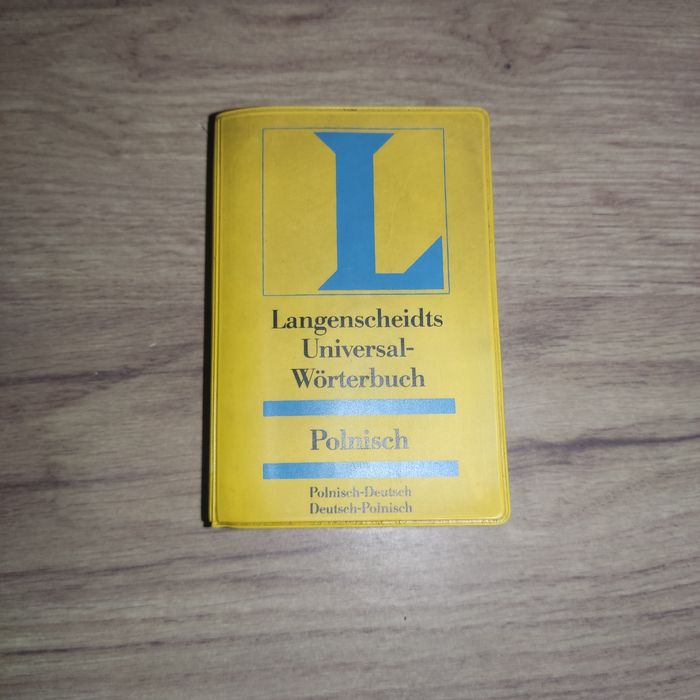 L
Langenscheidts
Universal-
Wörterbuch
Polnisch
Polnisch-Deutsch
Deutsch-Polnisch